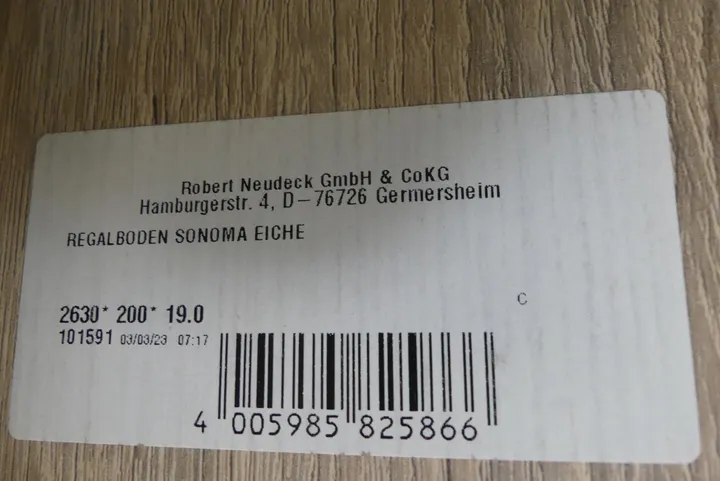 Robert Neudeck GmbH & CoKG
Hamburgerstr. 4, D-76726 Germersheim
REGALBODEN SONOMA EICHE
C
2630* 200* 19.0
101591 03/03/23 07:17
4 005985 825866